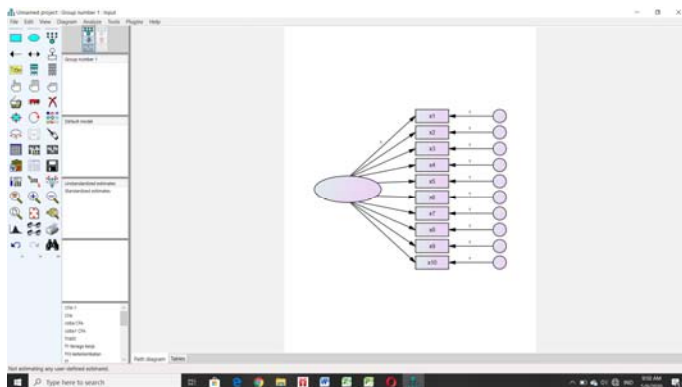 Unnamed project : Group number 1 : Input
File Edit View Diagram Analyze Tools Plugins Help
Title
Group number 1
Default model
Unstandardized estimates
Standardized estimates
x1
x2
x3
x4
x5
x6
x7
x8
x9
x10
Path diagram Tables
Not estimating any user-defined estimand.
Type here to search